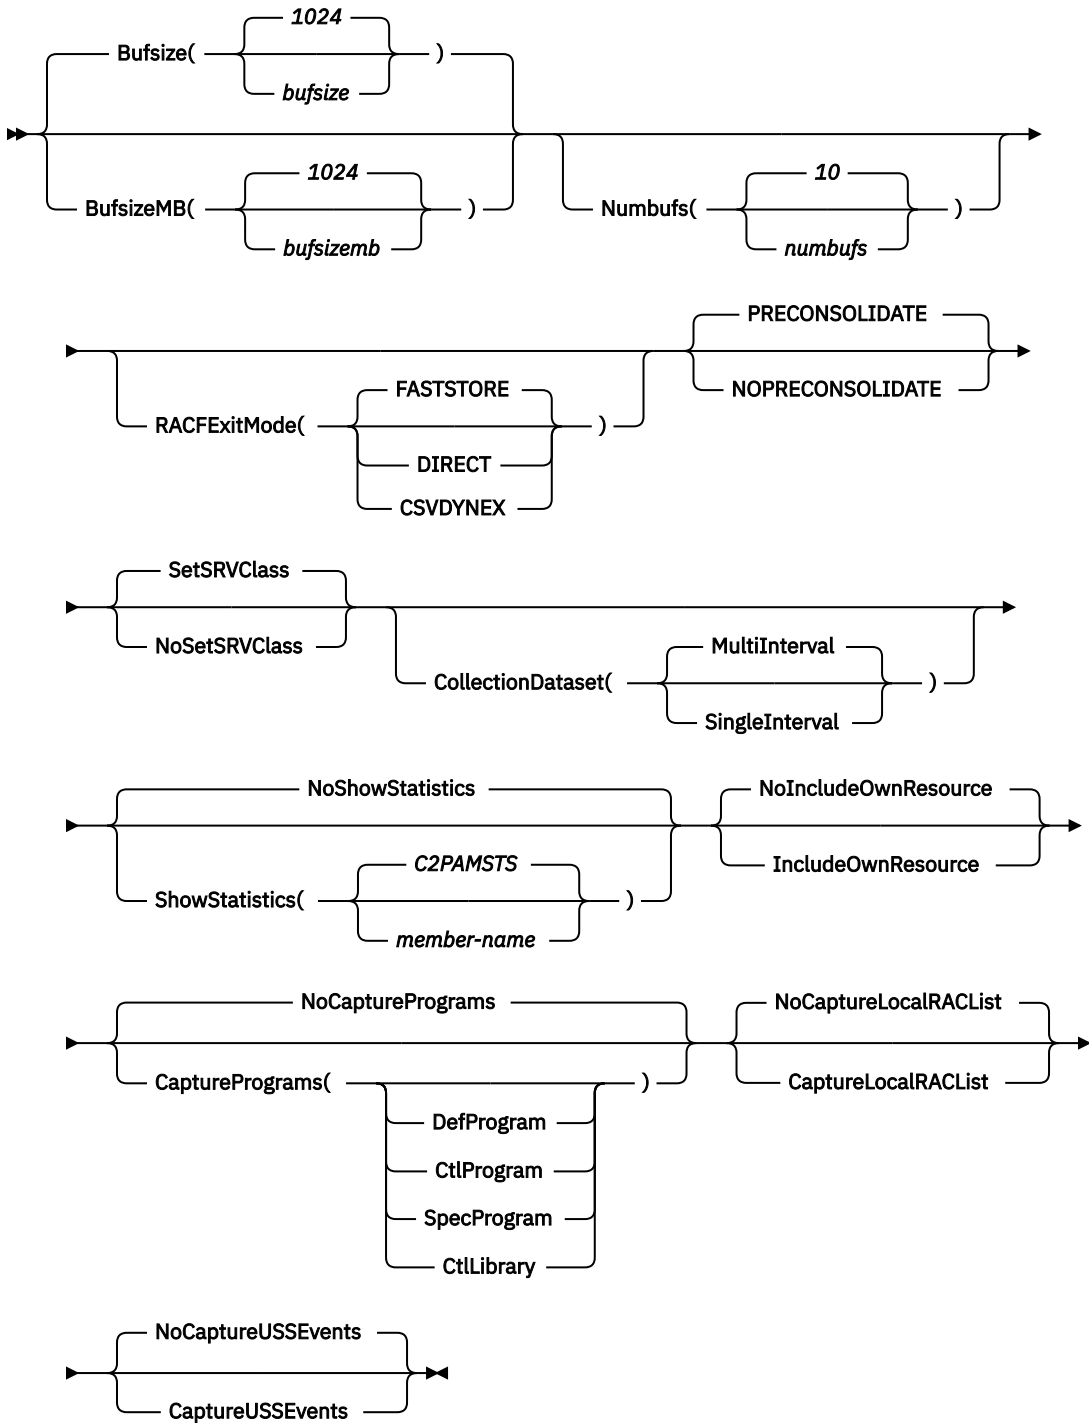 1024
Bufsize( )
bufsize
1024
BufsizeMB( )
bufsizemb
10
Numbufs( )
numbufs
PRECONSOLIDATE
NOPRECONSOLIDATE
FASTSTORE
RACFExitMode( )
DIRECT
CSVDYNEX
SetSRVClass
NoSetSRVClass
MultiInterval
CollectionDataset( )
SingleInterval
NoShowStatistics
C2PAMSTS
ShowStatistics( )
member-name
NoIncludeOwnResource
IncludeOwnResource
NoCapturePrograms
CapturePrograms( )
DefProgram
CtlProgram
SpecProgram
CtlLibrary
NoCaptureLocalRACList
CaptureLocalRACList
NoCaptureUSSEvents
CaptureUSSEvents